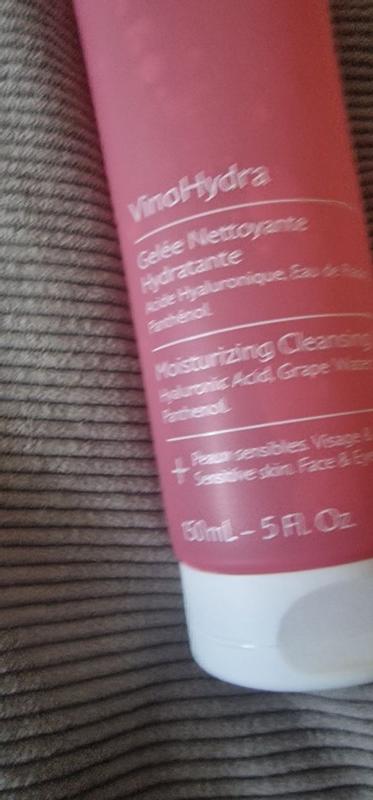 VinoHydra
Gelée Nettoyante
Hydratante
Acide Hyaluronique, Eau de
Panthénol.
Moisturizing Cleansing
Hyaluronic Acid, Grape Water
Panthenol.
+ Peaux sensibles. Visage &
Sensitive skin. Face & Eye
150mL - 5 Fl. Oz